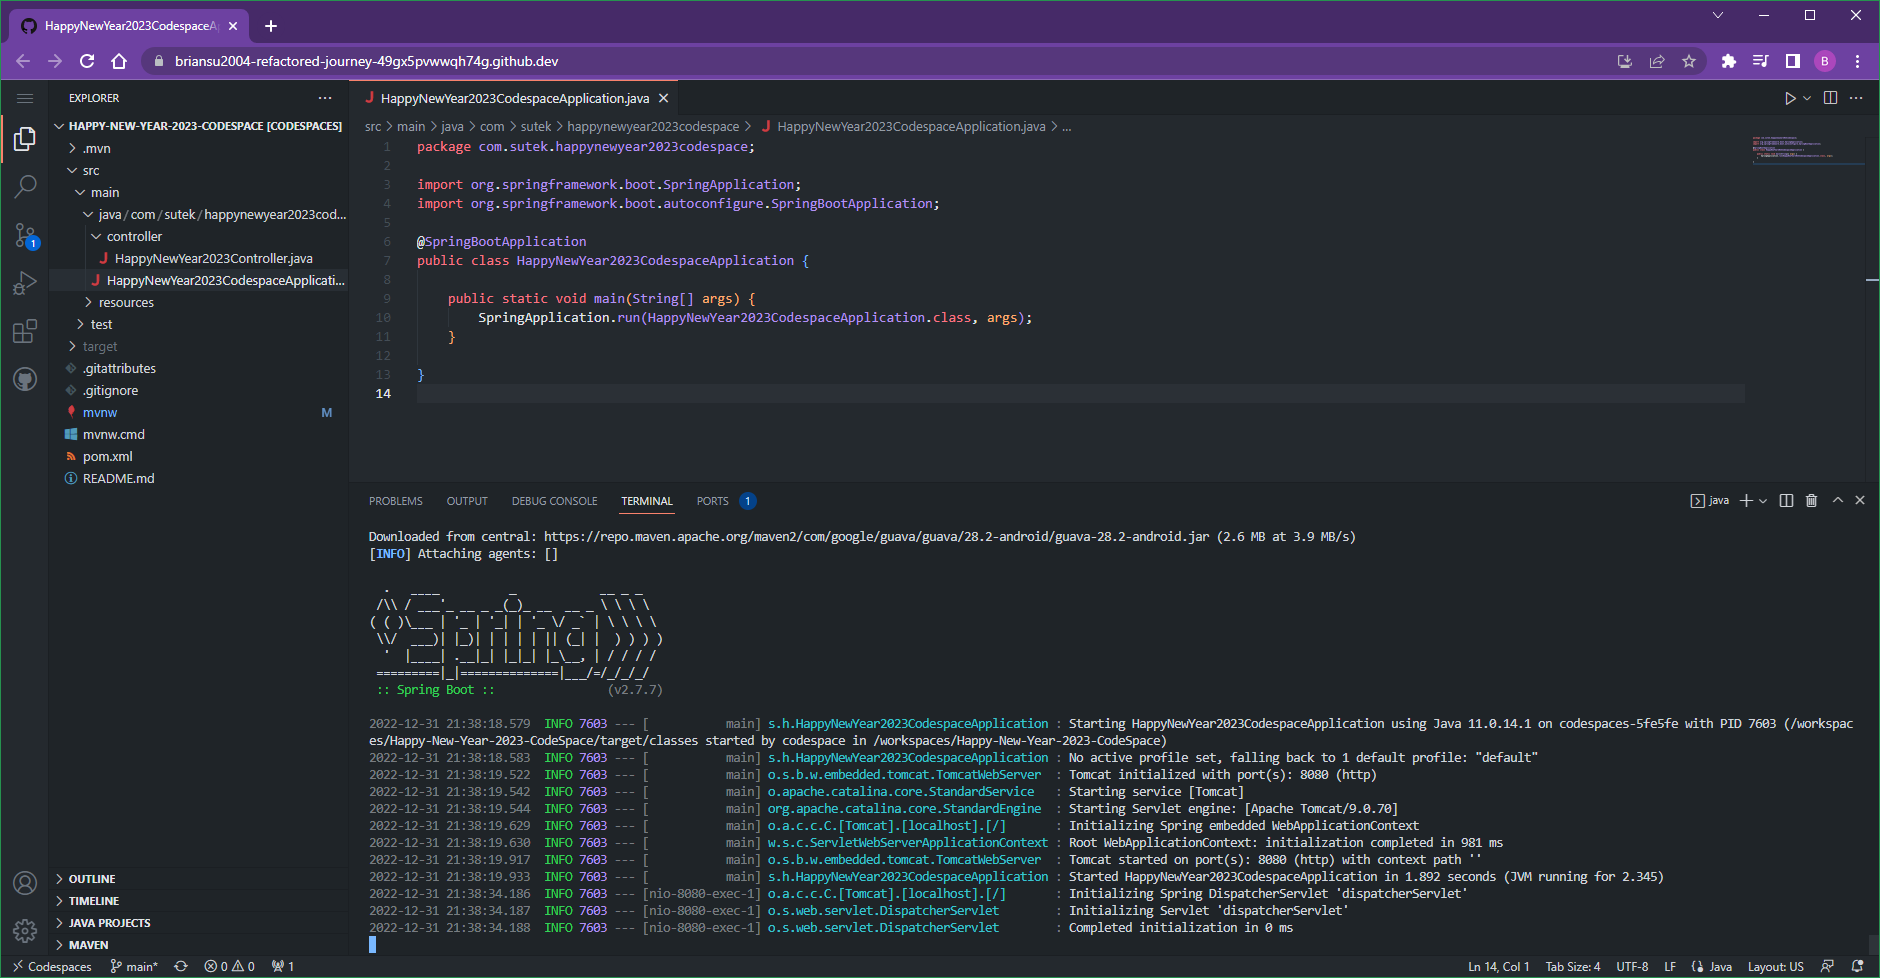 HappyNewYear2023CodespaceA
briansu2004-refactored-journey-49gx5pvwwqh74g.github.dev
B
EXPLORER
HAPPY-NEW-YEAR-2023-CODESPACE [CODESPACES]
.mvn
src
main
java/com/sutek/happynewyear2023cod...
controller
HappyNewYear2023Controller.java
HappyNewYear2023CodespaceApplicati...
resources
test
target
.gitattributes
.gitignore
mvnw M
mvnw.cmd
pom.xml
README.md
OUTLINE
TIMELINE
JAVA PROJECTS
MAVEN
1
HappyNewYear2023CodespaceApplication.java
src > main > java > com > sutek > happynewyear2023codespace > HappyNewYear2023CodespaceApplication.java > ...
1 package com.sutek.happynewyear2023codespace;
2
3 import org.springframework.boot.SpringApplication;
4 import org.springframework.boot.autoconfigure.SpringBootApplication;
5
6 @SpringBootApplication
7 public class HappyNewYear2023CodespaceApplication {
8
9 public static void main(String[] args) {
10 SpringApplication.run(HappyNewYear2023CodespaceApplication.class, args);
11 }
12
13 }
14
PROBLEMS OUTPUT DEBUG CONSOLE TERMINAL PORTS 1
java
Downloaded from central: https://repo.maven.apache.org/maven2/com/google/guava/guava/28.2-android/guava-28.2-android.jar (2.6 MB at 3.9 MB/s)
[INFO] Attaching agents: []
:: Spring Boot :: (v2.7.7)
2022-12-31 21:38:18.579 INFO 7603 --- [ main] s.h.HappyNewYear2023CodespaceApplication : Starting HappyNewYear2023CodespaceApplication using Java 11.0.14.1 on codespaces-5fe5fe with PID 7603 (/workspac
es/Happy-New-Year-2023-CodeSpace/target/classes started by codespace in /workspaces/Happy-New-Year-2023-CodeSpace)
2022-12-31 21:38:18.583 INFO 7603 --- [ main] s.h.HappyNewYear2023CodespaceApplication : No active profile set, falling back to 1 default profile: "default"
2022-12-31 21:38:19.522 INFO 7603 --- [ main] o.s.b.w.embedded.tomcat.TomcatWebServer : Tomcat initialized with port(s): 8080 (http)
2022-12-31 21:38:19.542 INFO 7603 --- [ main] o.apache.catalina.core.StandardService : Starting service [Tomcat]
2022-12-31 21:38:19.544 INFO 7603 --- [ main] org.apache.catalina.core.StandardEngine : Starting Servlet engine: [Apache Tomcat/9.0.70]
2022-12-31 21:38:19.629 INFO 7603 --- [ main] o.a.c.c.C.[Tomcat].[localhost].[/] : Initializing Spring embedded WebApplicationContext
2022-12-31 21:38:19.630 INFO 7603 --- [ main] w.s.c.ServletWebServerApplicationContext : Root WebApplicationContext: initialization completed in 981 ms
2022-12-31 21:38:19.917 INFO 7603 --- [ main] o.s.b.w.embedded.tomcat.TomcatWebServer : Tomcat started on port(s): 8080 (http) with context path ''
2022-12-31 21:38:19.933 INFO 7603 --- [ main] s.h.HappyNewYear2023CodespaceApplication : Started HappyNewYear2023CodespaceApplication in 1.892 seconds (JVM running for 2.345)
2022-12-31 21:38:34.186 INFO 7603 --- [nio-8080-exec-1] o.a.c.c.C.[Tomcat].[localhost].[/] : Initializing Spring DispatcherServlet 'dispatcherServlet'
2022-12-31 21:38:34.187 INFO 7603 --- [nio-8080-exec-1] o.s.web.servlet.DispatcherServlet : Initializing Servlet 'dispatcherServlet'
2022-12-31 21:38:34.188 INFO 7603 --- [nio-8080-exec-1] o.s.web.servlet.DispatcherServlet : Completed initialization in 0 ms
Codespaces main* 0 0 1 Ln 14, Col 1 Tab Size: 4 UTF-8 LF Java Layout: US